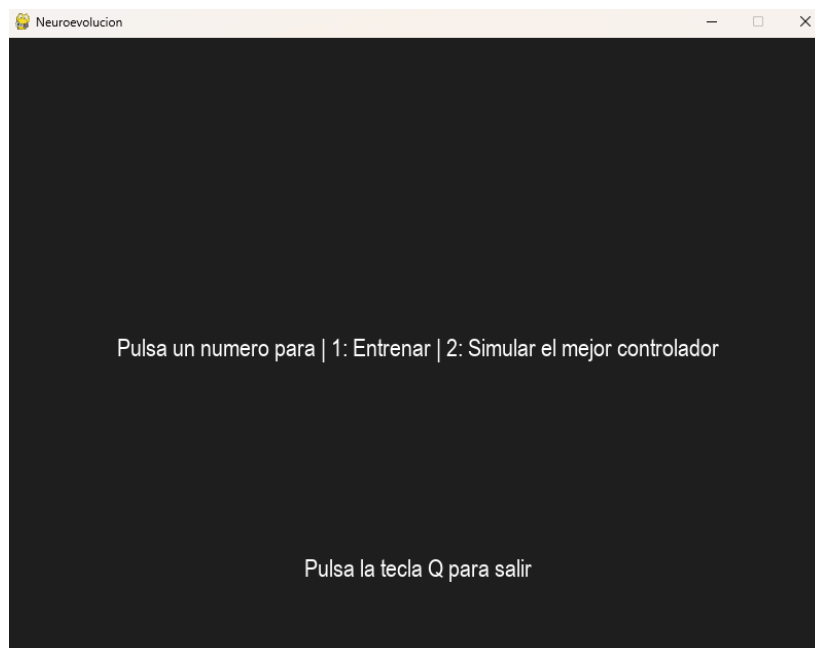 Neuroevolucion
Pulsa un numero para | 1: Entrenar | 2: Simular el mejor controlador
Pulsa la tecla Q para salir